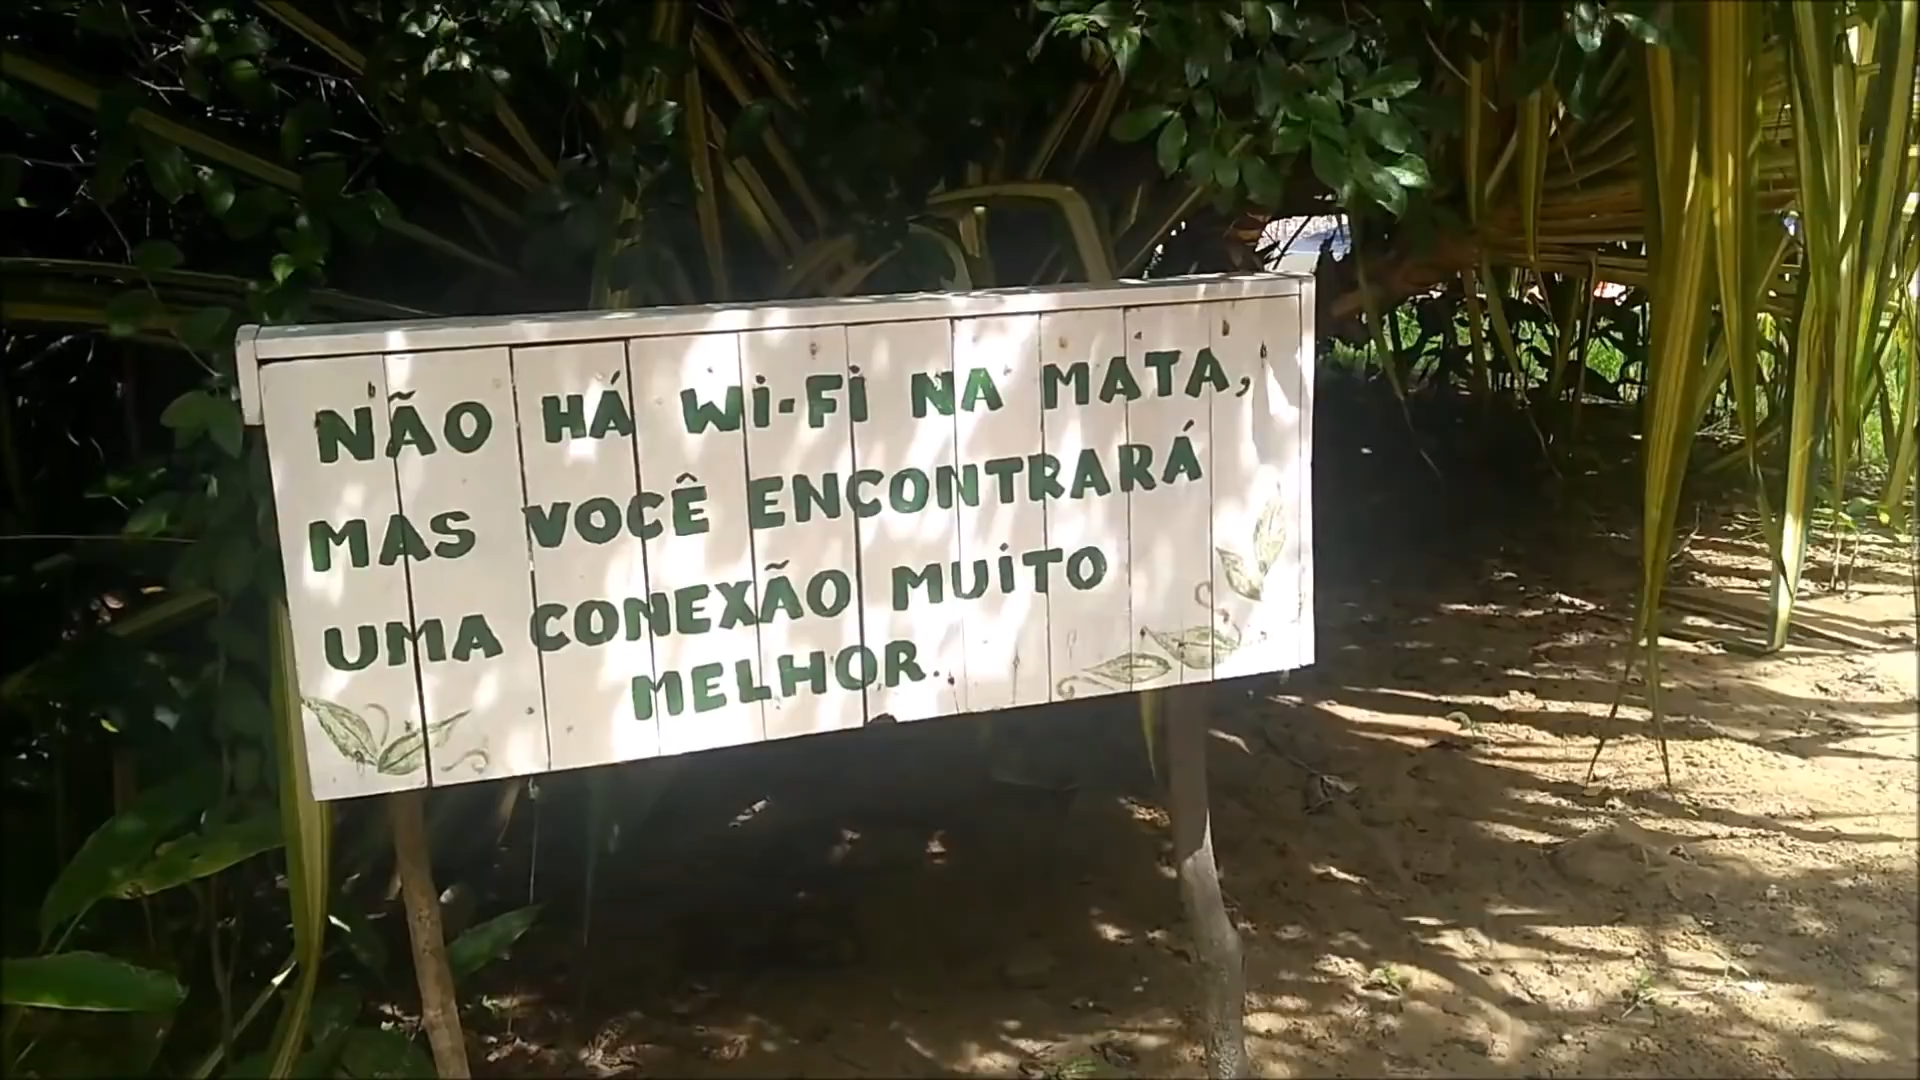 NÃO HÁ Wi-Fi NA MATA,
MAS VOCÊ ENCONTRARÁ
UMA CONEXÃO MUiTO
MELHOR.